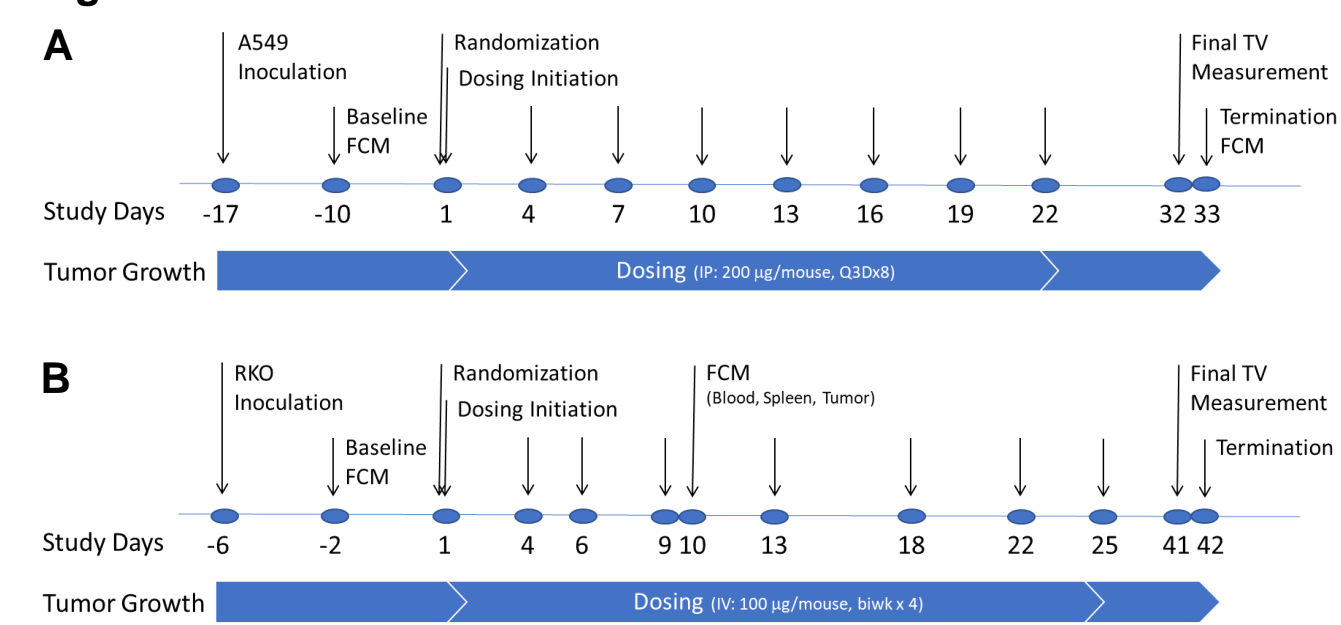 A
A549
Inoculation
Baseline
FCM
Randomization
Dosing Initiation
Final TV
Measurement
Termination
FCM
Study Days -17 -10 1 4 7 10 13 16 19 22 32 33
Tumor Growth Dosing (IP: 200 µg/mouse, Q3Dx8)
B
RKO
Inoculation
Baseline
FCM
Randomization
Dosing Initiation
FCM
(Blood, Spleen, Tumor)
Final TV
Measurement
Termination
Study Days -6 -2 1 4 6 9 10 13 18 22 25 41 42
Tumor Growth Dosing (IV: 100 µg/mouse, biwk x 4)